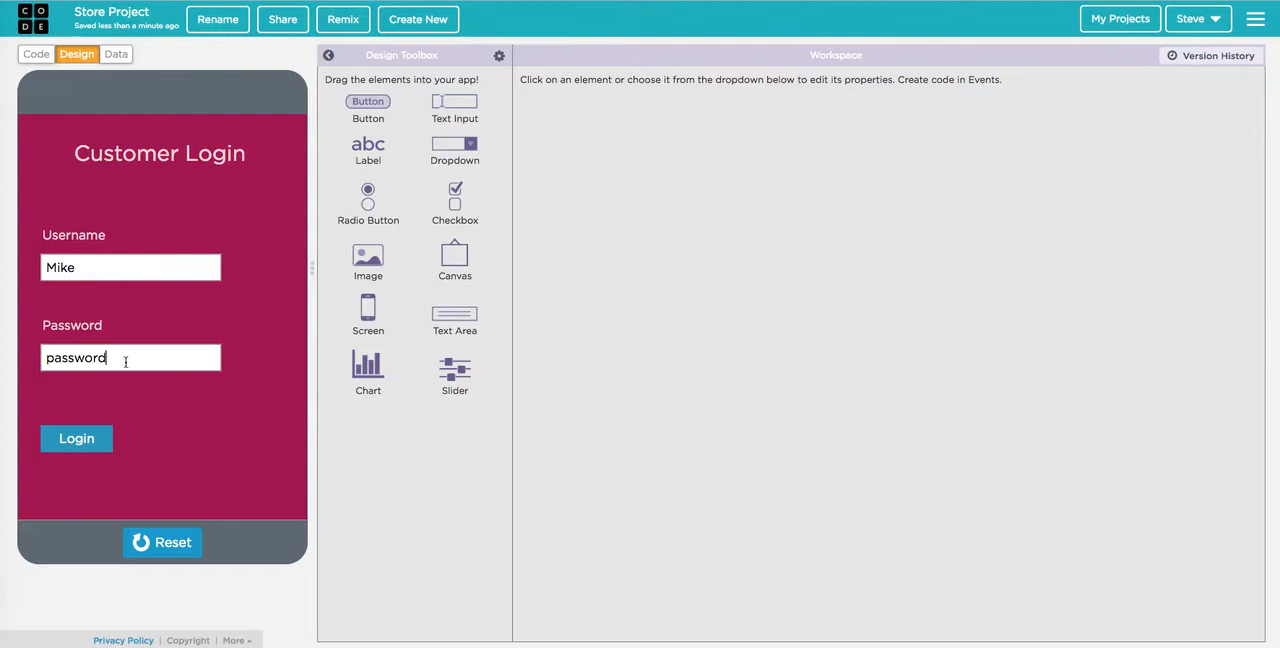 C O
D E
Store Project
Saved less than a minute ago
Rename
Share
Remix
Create New
My Projects
Steve
Code
Design
Data
Design Toolbox
Workspace
Version History
Drag the elements into your app!
Click on an element or choose it from the dropdown below to edit its properties. Create code in Events.
Customer Login
Username
Mike
Password
password
Login
Reset
Button
Button
Text Input
abc
Label
Dropdown
Radio Button
Checkbox
Image
Canvas
Screen
Text Area
Chart
Slider
Privacy Policy | Copyright | More